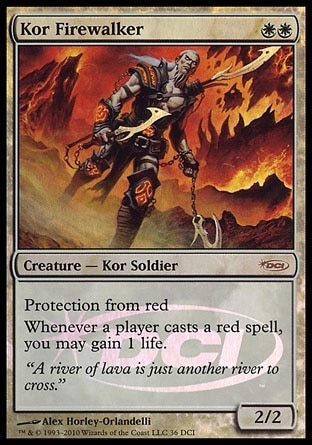 Kor Firewalker
Creature — Kor Soldier
DCI
Protection from red
Whenever a player casts a red spell,
you may gain 1 life.
DCI
“A river of lava is just another river to
cross.”
Alex Horley-Orlandelli
2/2
™ & © 1993–2010 Wizards of the Coast LLC 36 DCI